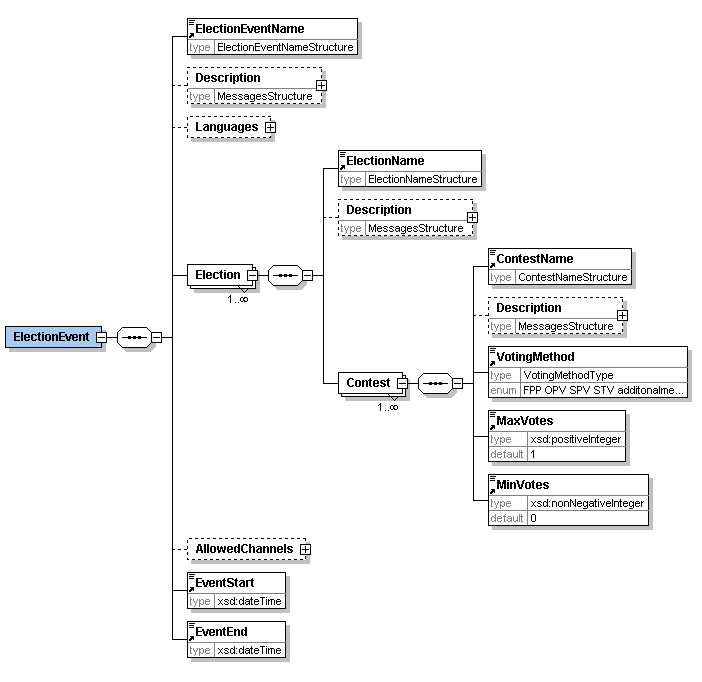 ElectionEventName
type ElectionEventNameStructure
Description
type MessagesStructure
Languages
ElectionName
type ElectionNameStructure
Description
type MessagesStructure
Election
1..∞
ContestName
type ContestNameStructure
Description
type MessagesStructure
ElectionEvent
VotingMethod
type VotingMethodType
enum FPP OPV SPV STV additonalme...
Contest
1..∞
MaxVotes
type xsd:positiveInteger
default 1
MinVotes
type xsd:nonNegativeInteger
default 0
AllowedChannels
EventStart
type xsd:dateTime
EventEnd
type xsd:dateTime